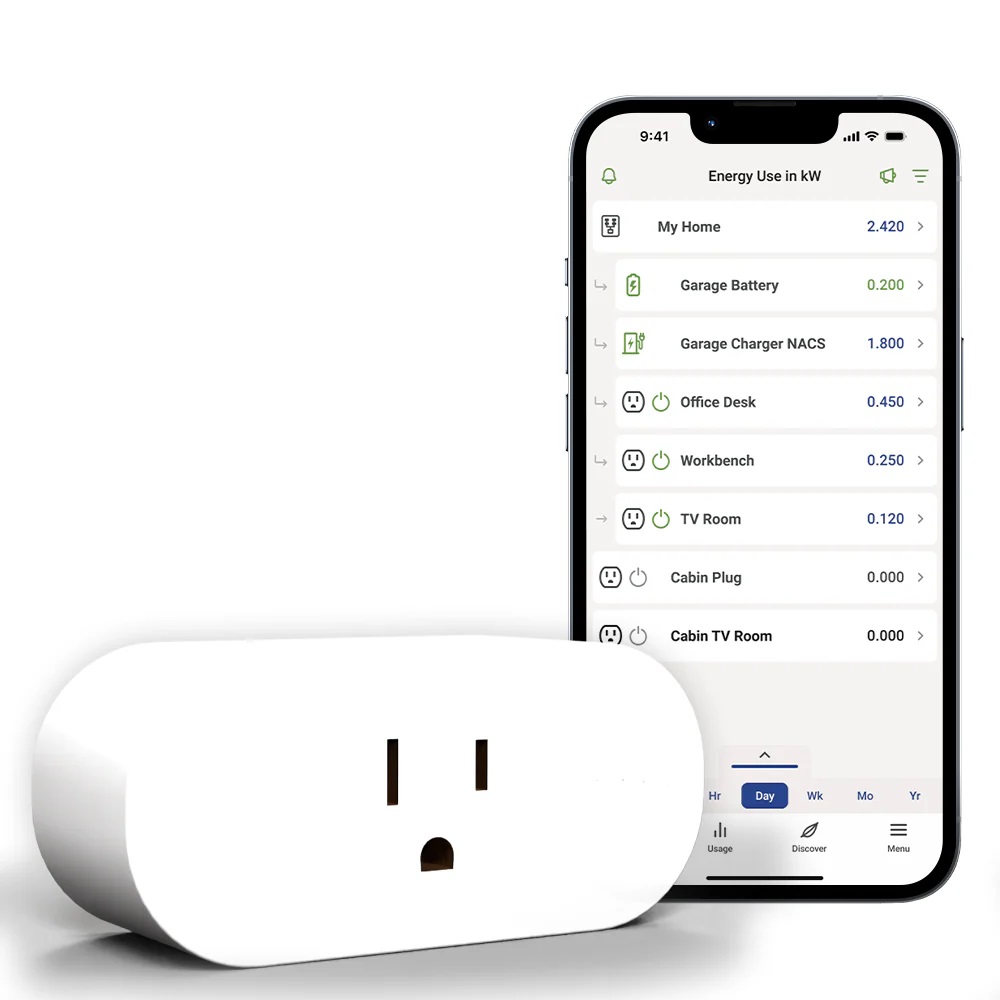 9:41
Energy Use in kW
My Home 2.420
Garage Battery 0.200
Garage Charger NACS 1.800
Office Desk 0.450
Workbench 0.250
TV Room 0.120
Cabin Plug 0.000
Cabin TV Room 0.000
Hr Day Wk Mo Yr
Usage Discover Menu